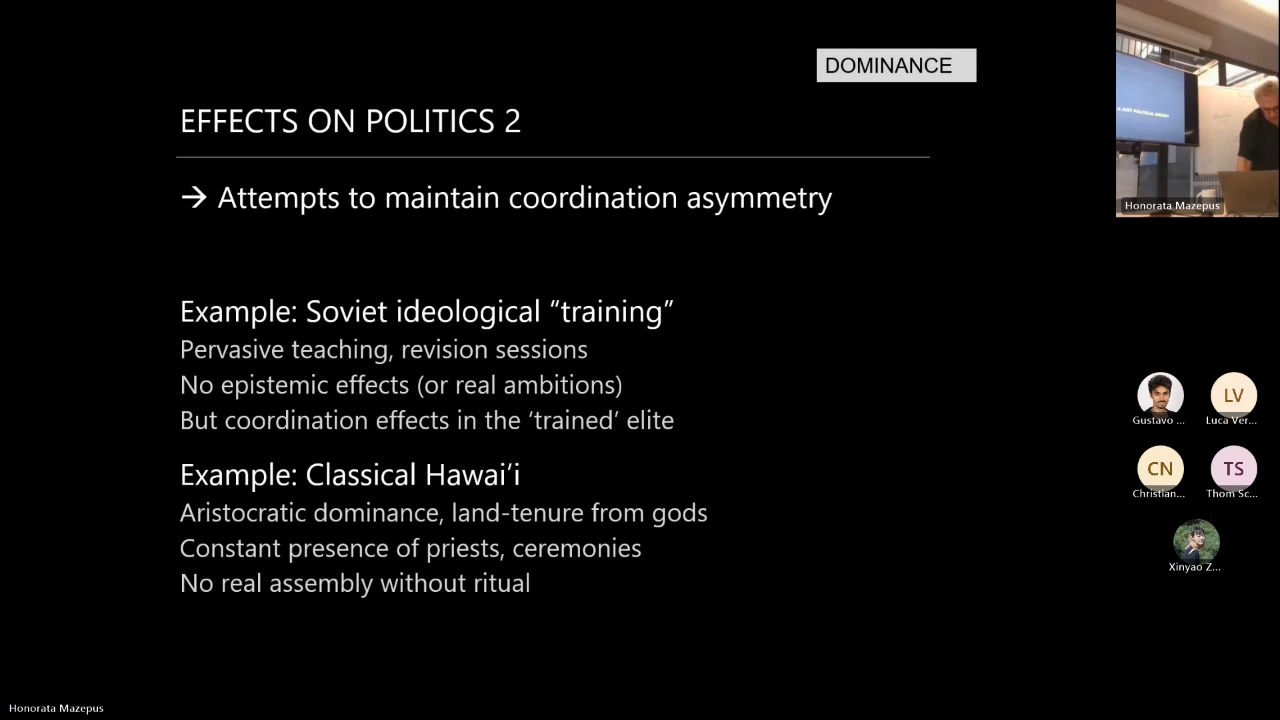 DOMINANCE
EFFECTS ON POLITICS 2
→ Attempts to maintain coordination asymmetry
Example: Soviet ideological “training”
Pervasive teaching, revision sessions
No epistemic effects (or real ambitions)
But coordination effects in the ‘trained’ elite
Example: Classical Hawai’i
Aristocratic dominance, land-tenure from gods
Constant presence of priests, ceremonies
No real assembly without ritual
JUST POLITICAL ORDER?
Honorata Mazepus
Gustavo ...
LV
Luca Ver...
CN
Christian...
TS
Thom Sc...
Xinyao Z...
Honorata Mazepus